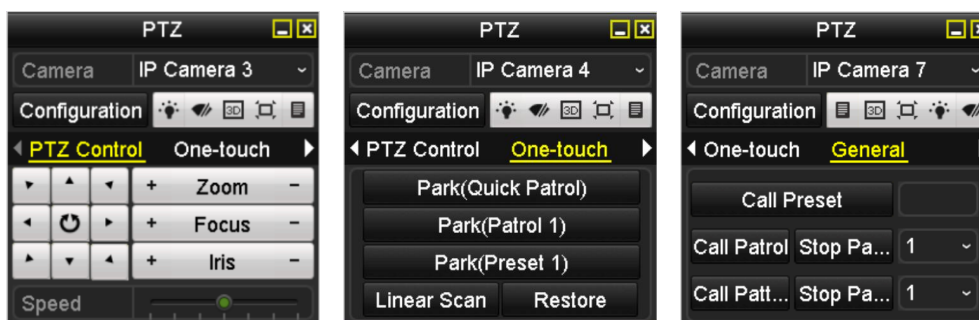 PTZ
Camera IP Camera 3
Configuration 3D
PTZ Control One-touch
+ Zoom -
+ Focus -
+ Iris -
Speed
PTZ
Camera IP Camera 4
Configuration 3D
PTZ Control One-touch
Park(Quick Patrol)
Park(Patrol 1)
Park(Preset 1)
Linear Scan Restore
PTZ
Camera IP Camera 7
Configuration 3D
One-touch General
Call Preset
Call Patrol Stop Pa... 1
Call Patt... Stop Pa... 1